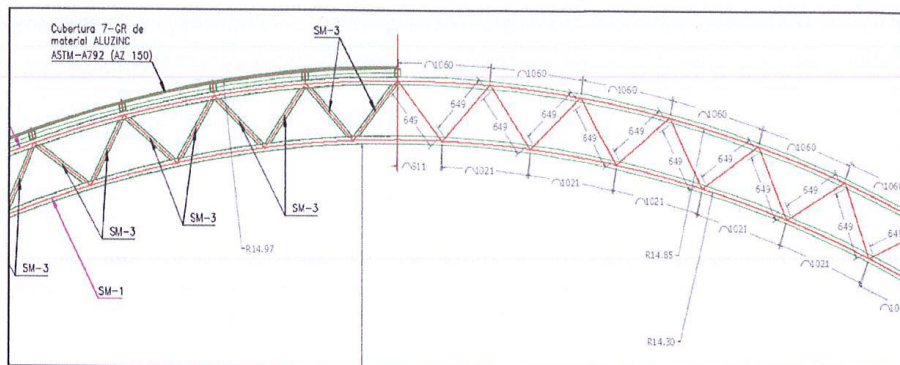 Cubertura 7-GR de
material ALUZINC
ASTM-A792 (AZ 150)
SM-3
⌒1060
⌒1060
⌒1060
⌒1060
⌒1060
⌒1060
649
649
649
649
649
649
649
649
649
649
649
⌒611
⌒1021
⌒1021
⌒1021
⌒1021
⌒1021
R14.97
R14.85
R14.30
SM-3
SM-3
SM-3
SM-3
SM-1